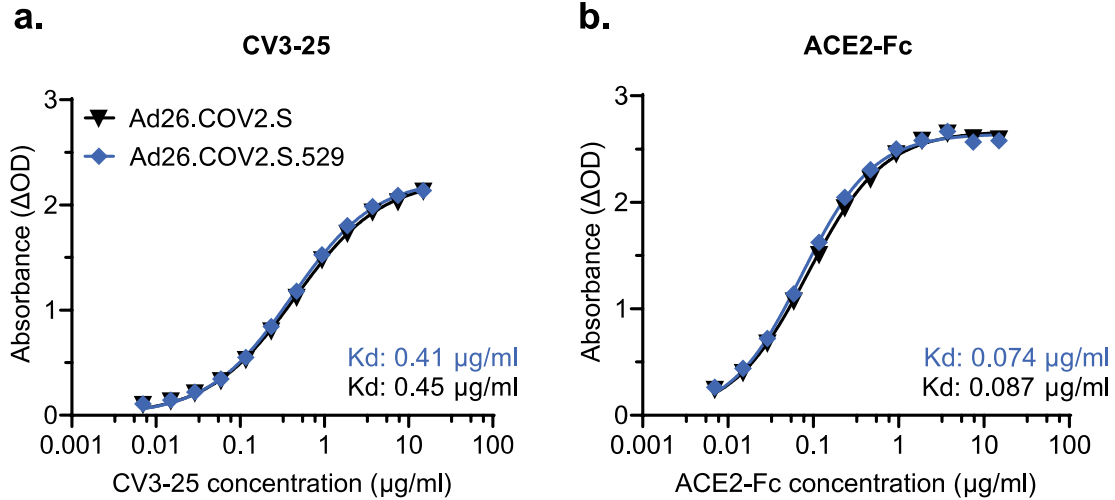 a.
CV3-25
Ad26.COV2.S
Ad26.COV2.S.529
Absorbance (ΔOD)
3
2
1
0
Kd: 0.41 µg/ml
Kd: 0.45 µg/ml
0.001 0.01 0.1 1 10 100
CV3-25 concentration (µg/ml)
b.
ACE2-Fc
Absorbance (ΔOD)
3
2
1
0
Kd: 0.074 µg/ml
Kd: 0.087 µg/ml
0.001 0.01 0.1 1 10 100
ACE2-Fc concentration (µg/ml)